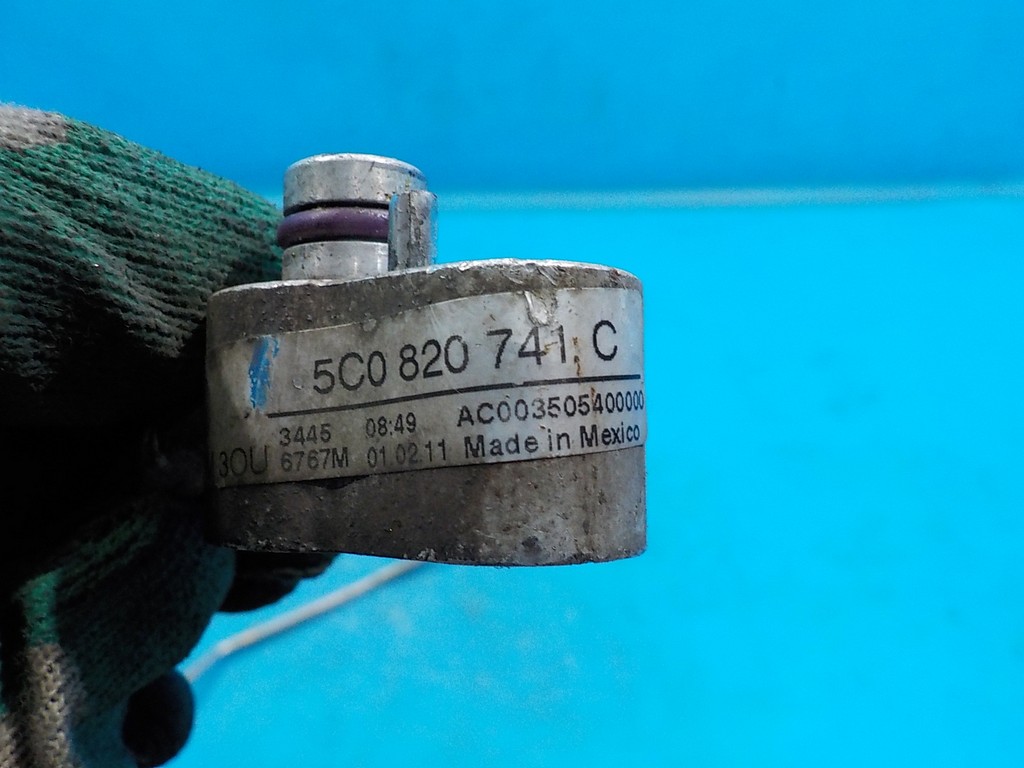 5C0 820 741 C
3445 08:49 AC003505400000
30U 6767M 01.02.11 Made in Mexico